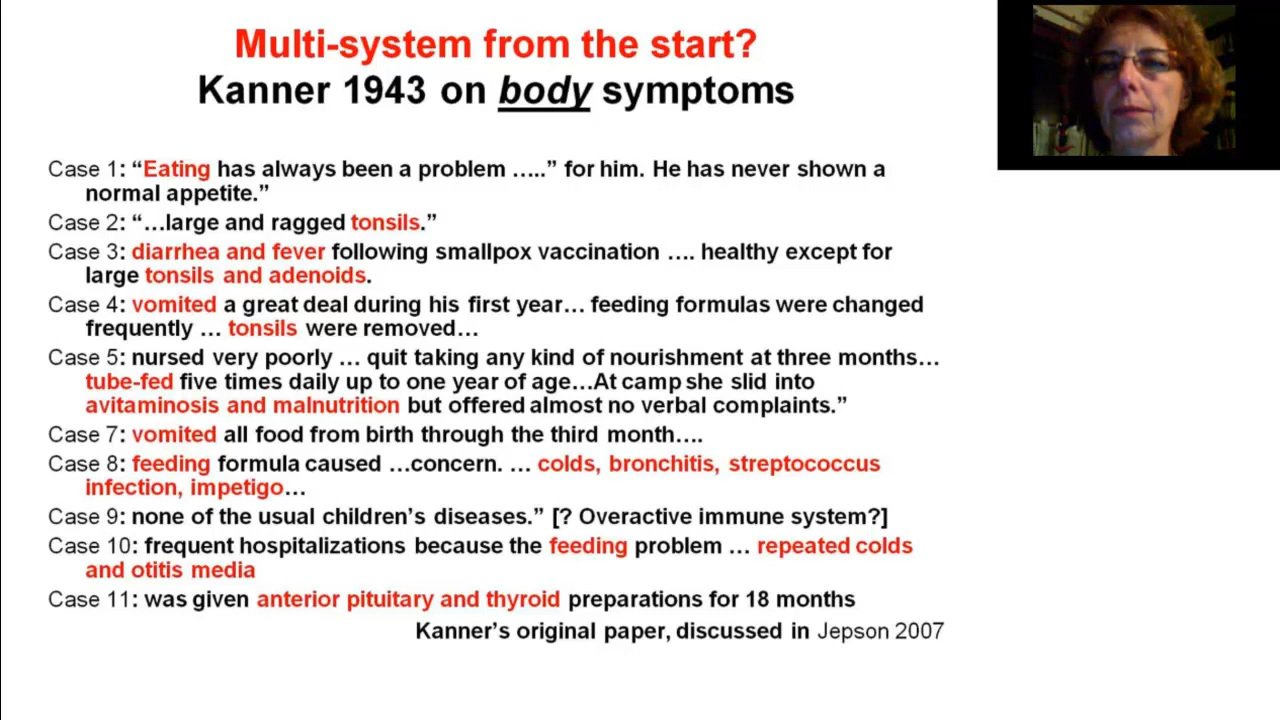 Multi-system from the start?
Kanner 1943 on body symptoms
Case 1: “Eating has always been a problem …..” for him. He has never shown a
normal appetite.”
Case 2: “…large and ragged tonsils.”
Case 3: diarrhea and fever following smallpox vaccination …. healthy except for
large tonsils and adenoids.
Case 4: vomited a great deal during his first year… feeding formulas were changed
frequently … tonsils were removed…
Case 5: nursed very poorly … quit taking any kind of nourishment at three months…
tube-fed five times daily up to one year of age…At camp she slid into
avitaminosis and malnutrition but offered almost no verbal complaints.”
Case 7: vomited all food from birth through the third month….
Case 8: feeding formula caused …concern. … colds, bronchitis, streptococcus
infection, impetigo…
Case 9: none of the usual children’s diseases.” [? Overactive immune system?]
Case 10: frequent hospitalizations because the feeding problem … repeated colds
and otitis media
Case 11: was given anterior pituitary and thyroid preparations for 18 months
Kanner’s original paper, discussed in Jepson 2007